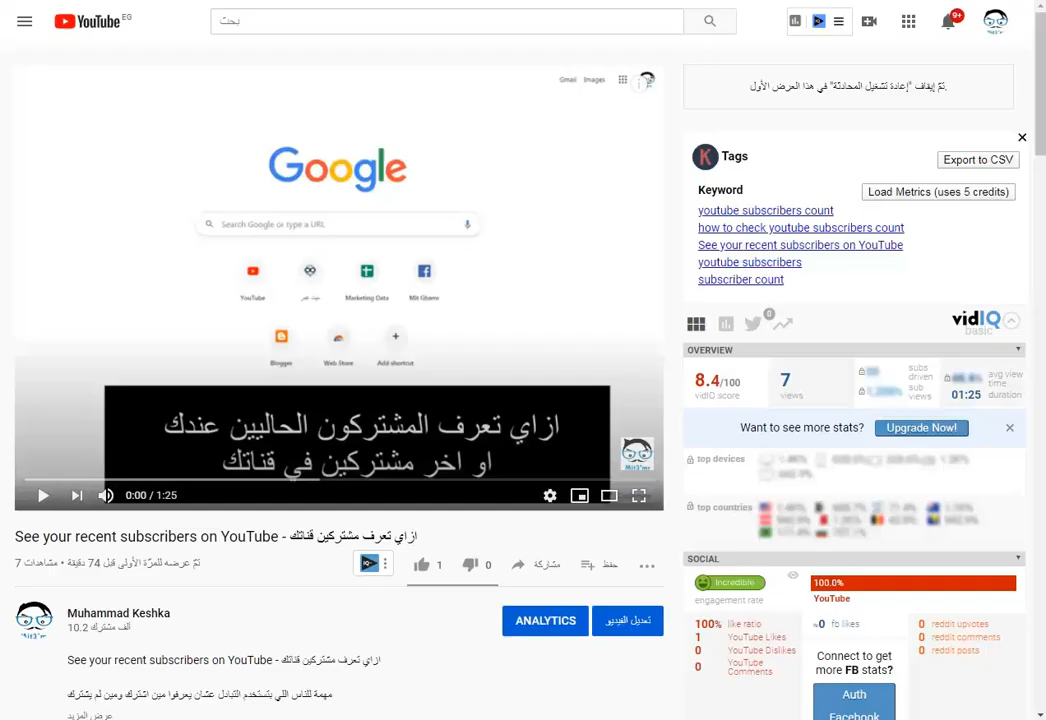 YouTube EG
بحث
9+
Gmail Images
Google
Search Google or type a URL
YouTube
ميت عمر
Marketing Data
Mit Ghamr
Blogger
Web Store
Add shortcut
ازاي تعرف المشتركون الحاليين عندك
او اخر مشتركين في قناتك
Mit3'mr
0:00 / 1:25
See your recent subscribers on YouTube - ازاي تعرف مشتركين قناتك
تمّ عرضه للمرّة الأولى قبل 74 دقيقة • مشاهدات 7
1
0
مشاركة
حفظ
Muhammad Keshka
ألف مشترك 10.2
ANALYTICS
تعديل الفيديو
See your recent subscribers on YouTube - ازاي تعرف مشتركين قناتك
مهمة للناس اللي بتستخدم التبادل عشان يعرفوا مين اشترك ومين لم يشترك
عرض المزيد
تمّ إيقاف "إعادة تشغيل المحادثة" في هذا العرض الأول.
K Tags
Export to CSV
Keyword
Load Metrics (uses 5 credits)
youtube subscribers count
how to check youtube subscribers count
See your recent subscribers on YouTube
youtube subscribers
subscriber count
0
vidIQ
basic
OVERVIEW
8.4/100
vidIQ score
7
views
subs driven
sub views
avg view time
01:25 duration
Want to see more stats? Upgrade Now!
top devices
top countries
SOCIAL
Incredible
engagement rate
100.0%
YouTube
100% like ratio
1 YouTube Likes
0 YouTube Dislikes
0 YouTube Comments
0 fb likes
Connect to get
more FB stats?
Auth
Facebook
0 reddit upvotes
0 reddit comments
0 reddit posts